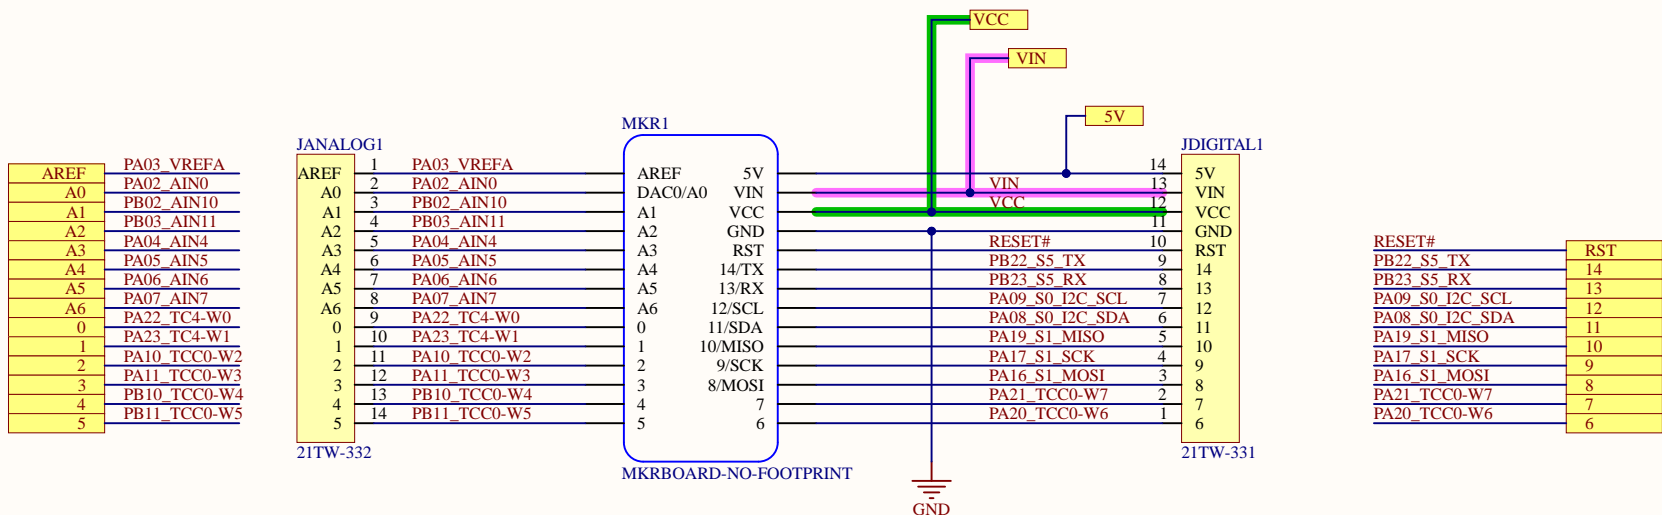 VCC
VIN
5V
AREF
A0
A1
A2
A3
A4
A5
A6
0
1
2
3
4
5
PA03_VREFA
PA02_AIN0
PB02_AIN10
PB03_AIN11
PA04_AIN4
PA05_AIN5
PA06_AIN6
PA07_AIN7
PA22_TC4-W0
PA23_TC4-W1
PA10_TCC0-W2
PA11_TCC0-W3
PB10_TCC0-W4
PB11_TCC0-W5
JANALOG1
AREF
A0
A1
A2
A3
A4
A5
A6
0
1
2
3
4
5
21TW-332
1 PA03_VREFA
2 PA02_AIN0
3 PB02_AIN10
4 PB03_AIN11
5 PA04_AIN4
6 PA05_AIN5
7 PA06_AIN6
8 PA07_AIN7
9 PA22_TC4-W0
10 PA23_TC4-W1
11 PA10_TCC0-W2
12 PA11_TCC0-W3
13 PB10_TCC0-W4
14 PB11_TCC0-W5
MKR1
AREF 5V
DAC0/A0 VIN
A1 VCC
A2 GND
A3 RST
A4 14/TX
A5 13/RX
A6 12/SCL
0 11/SDA
1 10/MISO
2 9/SCK
3 8/MOSI
4 7
5 6
MKRBOARD-NO-FOOTPRINT
GND
14
VIN 13
VCC 12
11
RESET# 10
PB22_S5_TX 9
PB23_S5_RX 8
PA09_S0_I2C_SCL 7
PA08_S0_I2C_SDA 6
PA19_S1_MISO 5
PA17_S1_SCK 4
PA16_S1_MOSI 3
PA21_TCC0-W7 2
PA20_TCC0-W6 1
JDIGITAL1
5V
VIN
VCC
GND
RST
14
13
12
11
10
9
8
7
6
21TW-331
RESET#
PB22_S5_TX
PB23_S5_RX
PA09_S0_I2C_SCL
PA08_S0_I2C_SDA
PA19_S1_MISO
PA17_S1_SCK
PA16_S1_MOSI
PA21_TCC0-W7
PA20_TCC0-W6
RST
14
13
12
11
10
9
8
7
6